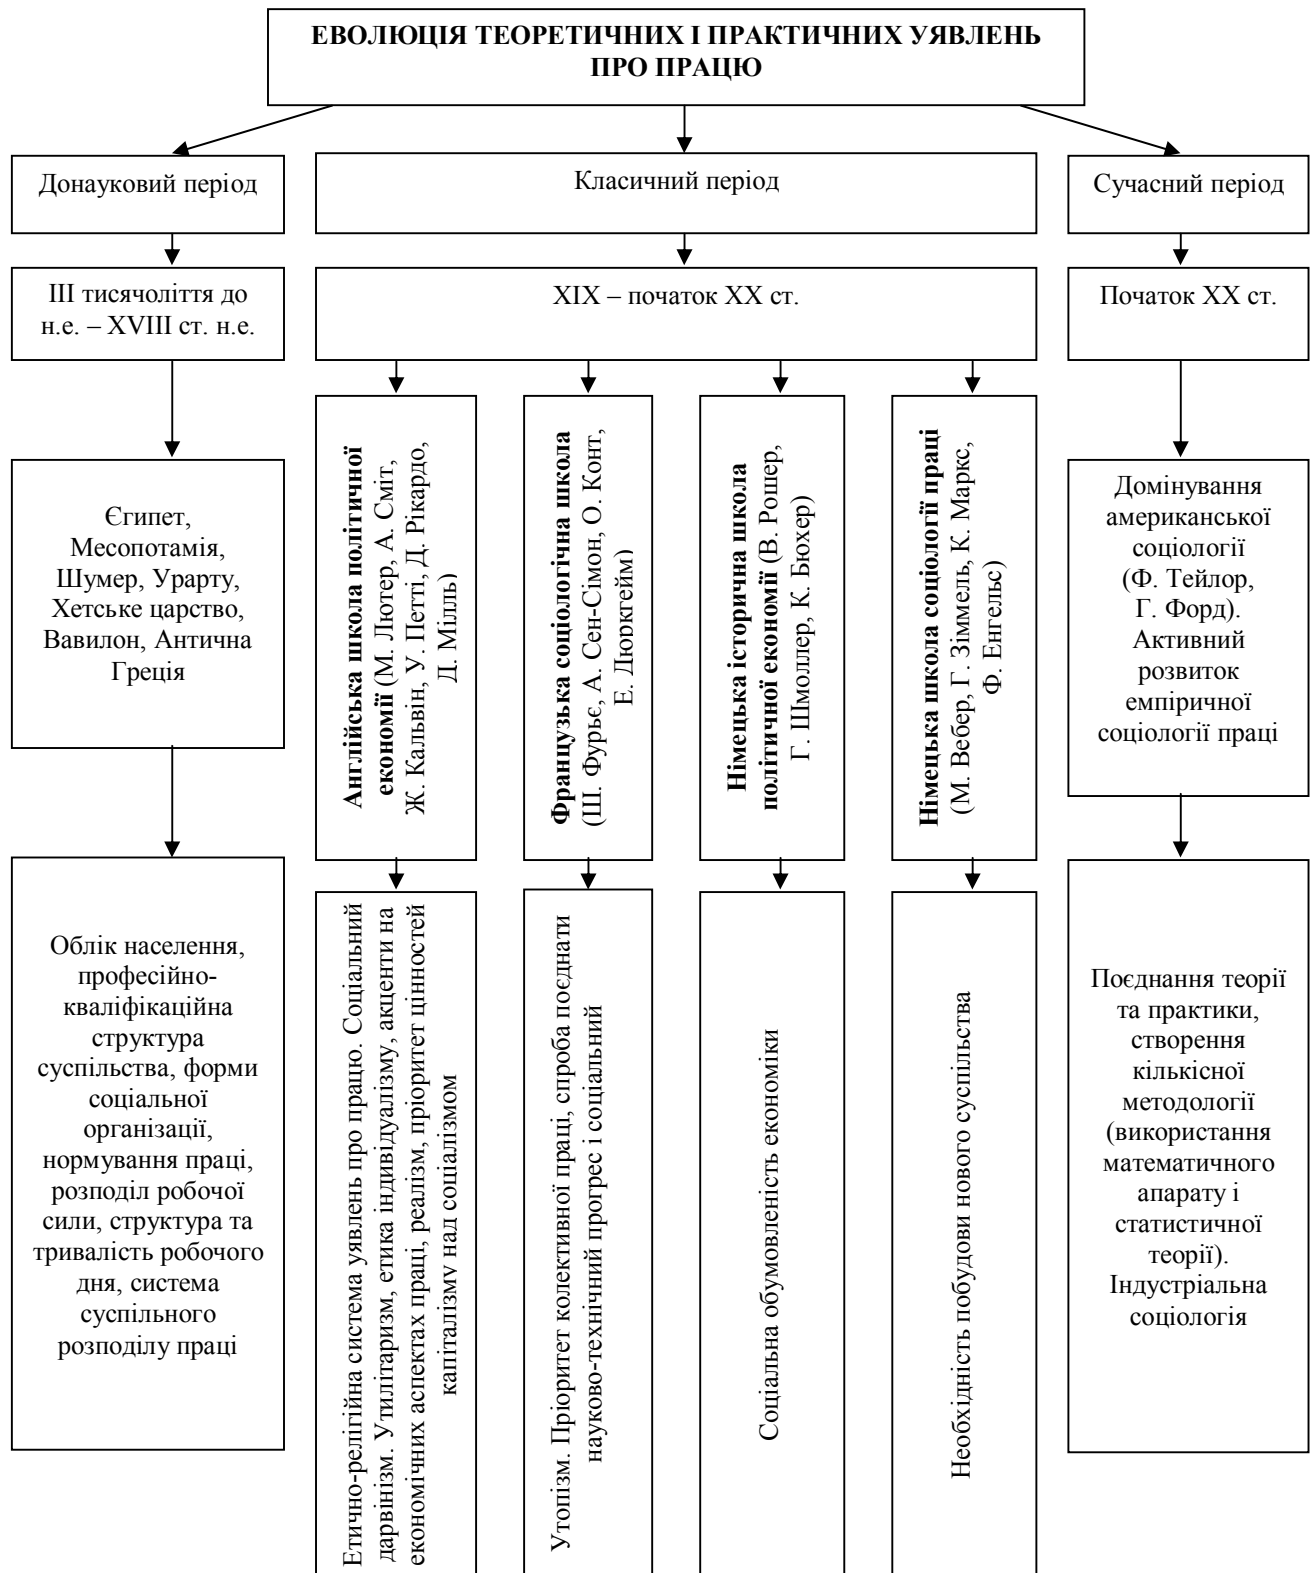 ЕВОЛЮЦІЯ ТЕОРЕТИЧНИХ І ПРАКТИЧНИХ УЯВЛЕНЬ
ПРО ПРАЦЮ
Донауковий період
Класичний період
Сучасний період
III тисячоліття до
н.е. – XVIII ст. н.е.
XIX – початок XX ст.
Початок XX ст.
Єгипет,
Месопотамія,
Шумер, Урарту,
Хетське царство,
Вавилон, Антична
Греція
Англійська школа політичної
економії (М. Лютер, А. Сміт,
Ж. Кальвін, У. Петті, Д. Рікардо,
Д. Мілль)
Французька соціологічна школа
(Ш. Фурьє, А. Сен-Сімон, О. Конт,
Е. Дюркгейм)
Німецька історична школа
політичної економії (В. Рошер,
Г. Шмоллер, К. Бюхер)
Німецька школа соціології праці
(М. Вебер, Г. Зіммель, К. Маркс,
Ф. Енгельс)
Домінування
американської
соціології
(Ф. Тейлор,
Г. Форд).
Активний
розвиток
емпіричної
соціології праці
Облік населення,
професійно-
кваліфікаційна
структура
суспільства, форми
соціальної
організації,
нормування праці,
розподіл робочої
сили, структура та
тривалість робочого
дня, система
суспільного
розподілу праці
Етично-релігійна система уявлень про працю. Соціальний
дарвінізм. Утилітаризм, етика індивідуалізму, акценти на
економічних аспектах праці, реалізм, пріоритет цінностей
капіталізму над соціалізмом
Утопізм. Пріоритет колективної праці, спроба поєднати
науково-технічний прогрес і соціальний
Соціальна обумовленість економіки
Необхідність побудови нового суспільства
Поєднання теорії
та практики,
створення
кількісної
методології
(використання
математичного
апарату і
статистичної
теорії).
Індустріальна
соціологія